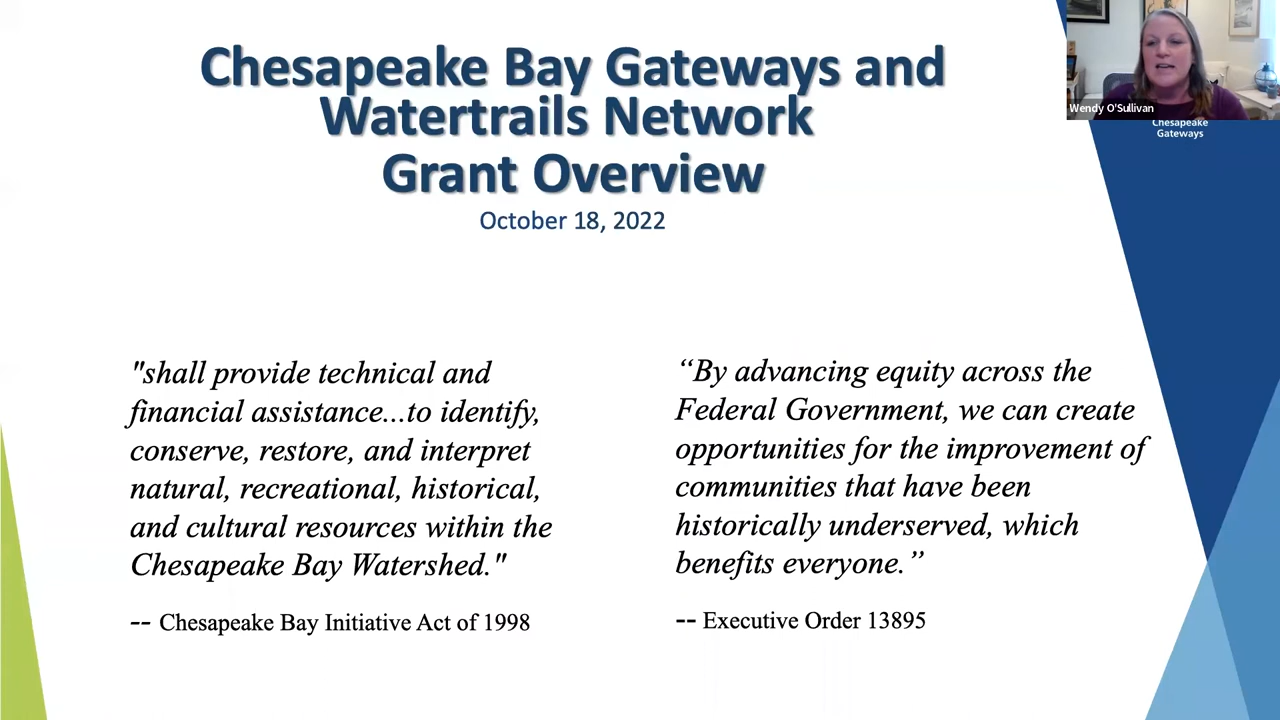 Chesapeake Bay Gateways and
Watertrails Network
Grant Overview
October 18, 2022
Wendy O'Sullivan
Chesapeake
Gateways
"shall provide technical and
financial assistance...to identify,
conserve, restore, and interpret
natural, recreational, historical,
and cultural resources within the
Chesapeake Bay Watershed."
-- Chesapeake Bay Initiative Act of 1998
“By advancing equity across the
Federal Government, we can create
opportunities for the improvement of
communities that have been
historically underserved, which
benefits everyone.”
-- Executive Order 13895